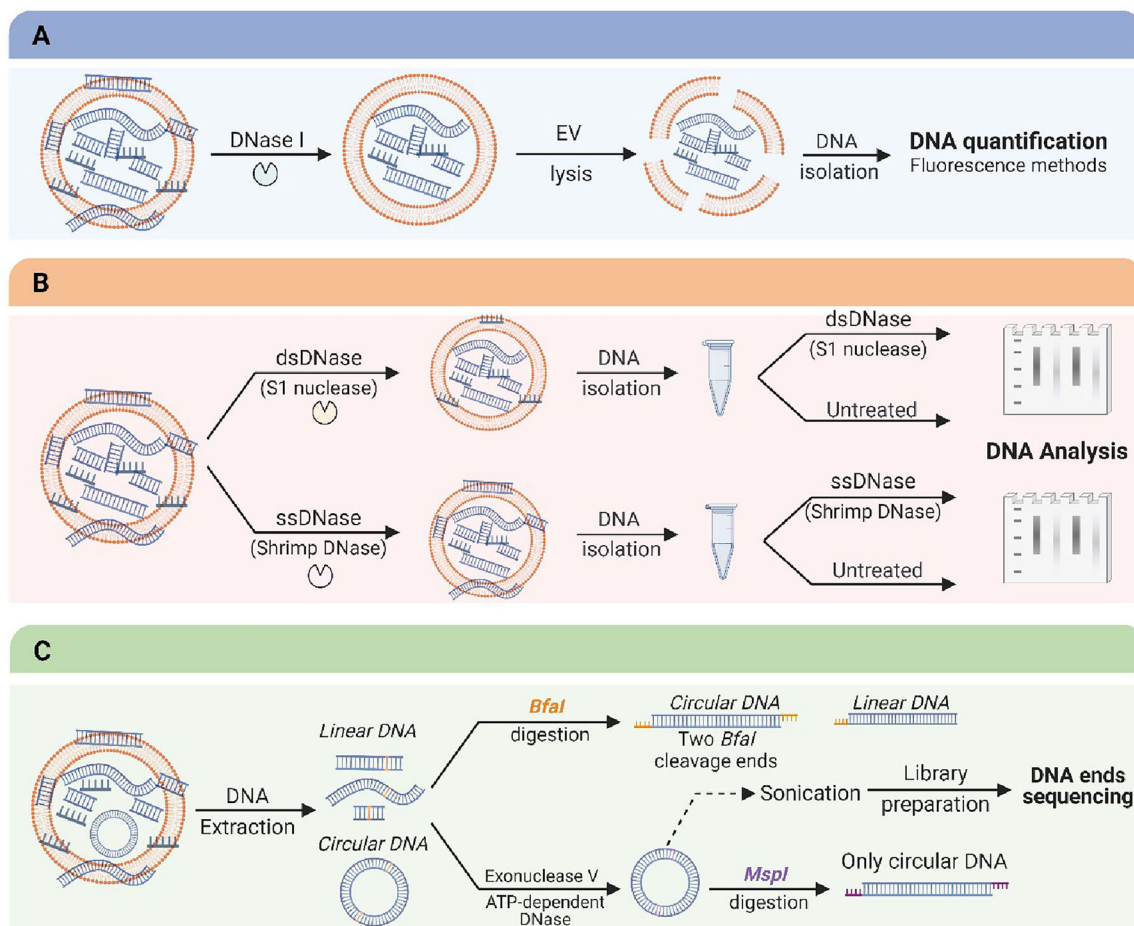 A
DNase I
EV
lysis
DNA
isolation
DNA quantification
Fluorescence methods
B
dsDNase
(S1 nuclease)
DNA
isolation
dsDNase
(S1 nuclease)
Untreated
DNA Analysis
ssDNase
(Shrimp DNase)
DNA
isolation
ssDNase
(Shrimp DNase)
Untreated
C
DNA
Extraction
Linear DNA
Circular DNA
BfaI
digestion
Circular DNA
Two BfaI
cleavage ends
Linear DNA
Sonication
Library
preparation
DNA ends
sequencing
Exonuclease V
ATP-dependent
DNase
MspI
digestion
Only circular DNA